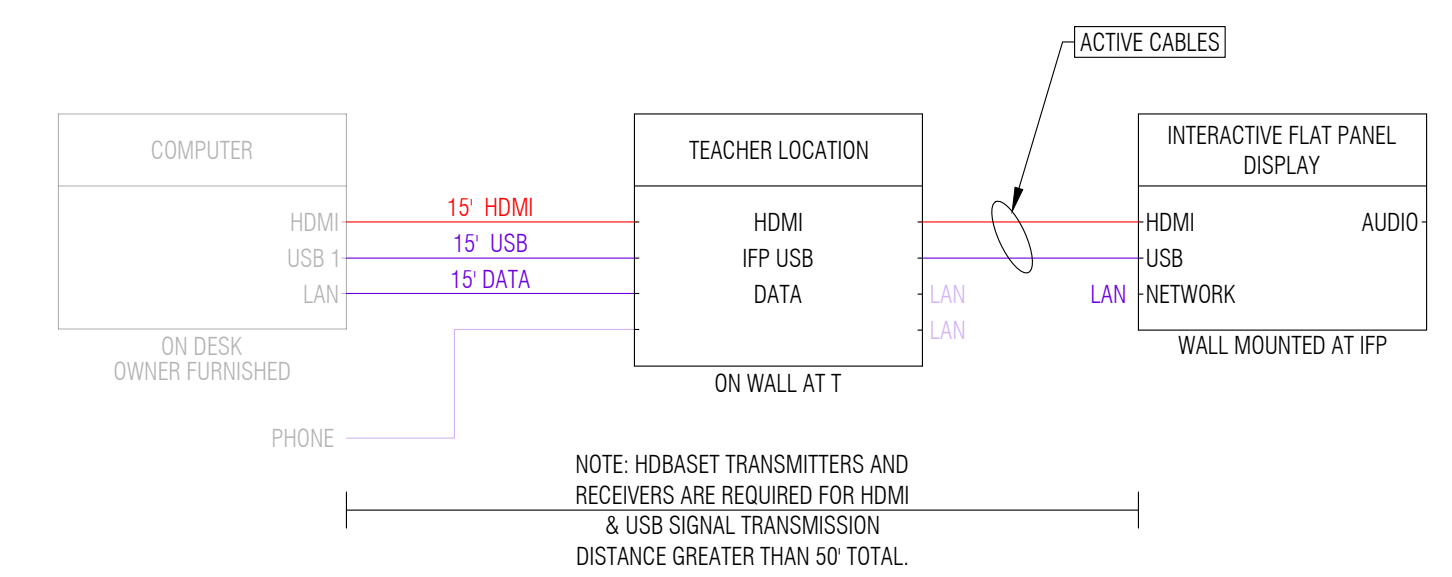 ACTIVE CABLES
COMPUTER
HDMI
USB 1
LAN
ON DESK
OWNER FURNISHED
PHONE
15' HDMI
15' USB
15' DATA
TEACHER LOCATION
HDMI
IFP USB
DATA
LAN
LAN
ON WALL AT T
INTERACTIVE FLAT PANEL
DISPLAY
HDMI
AUDIO
USB
LAN
NETWORK
WALL MOUNTED AT IFP
NOTE: HDBASET TRANSMITTERS AND
RECEIVERS ARE REQUIRED FOR HDMI
& USB SIGNAL TRANSMISSION
DISTANCE GREATER THAN 50' TOTAL.